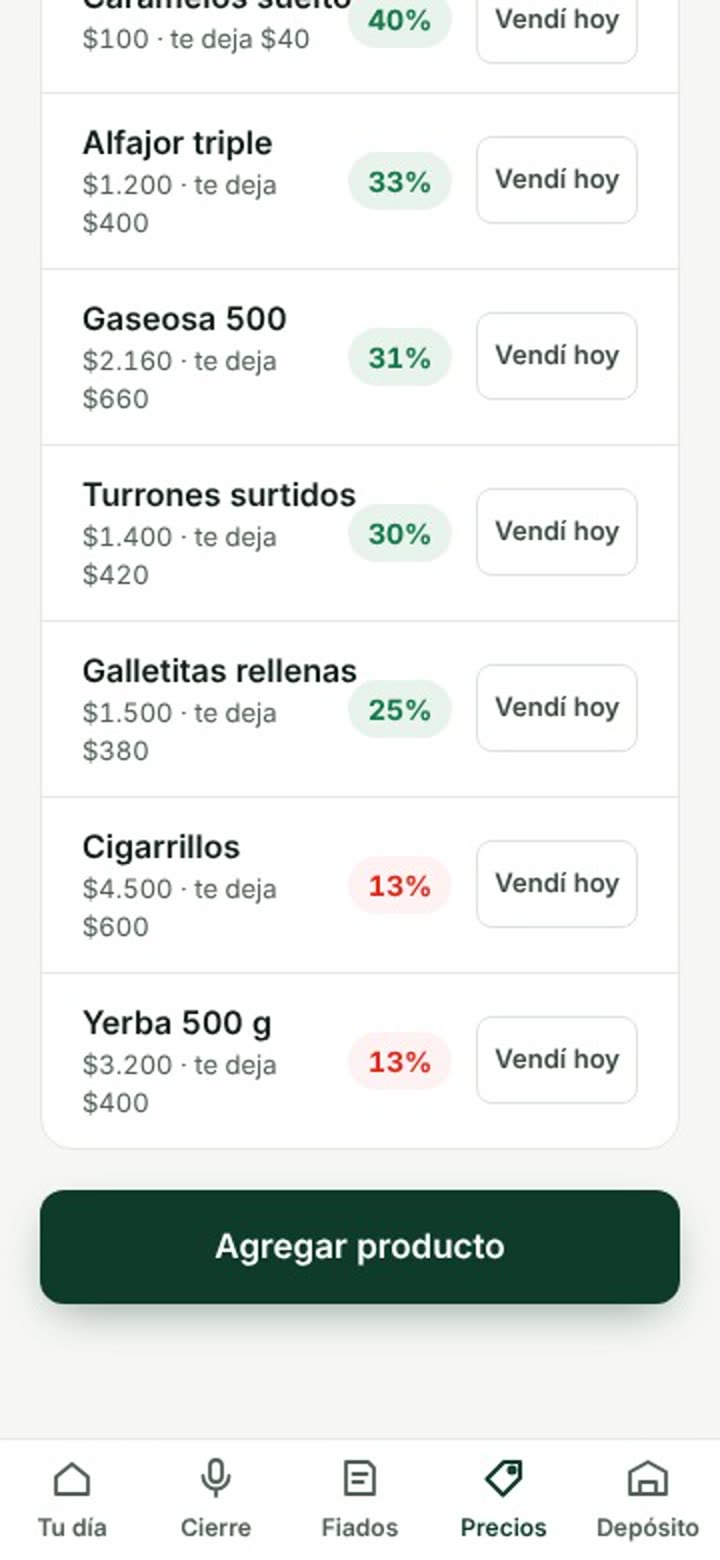 Caramelos suelto
$100 · te deja $40
40%
Vendí hoy
Alfajor triple
$1.200 · te deja
$400
33%
Vendí hoy
Gaseosa 500
$2.160 · te deja
$660
31%
Vendí hoy
Turrones surtidos
$1.400 · te deja
$420
30%
Vendí hoy
Galletitas rellenas
$1.500 · te deja
$380
25%
Vendí hoy
Cigarrillos
$4.500 · te deja
$600
13%
Vendí hoy
Yerba 500 g
$3.200 · te deja
$400
13%
Vendí hoy
Agregar producto
Tu día
Cierre
Fiados
Precios
Depósito